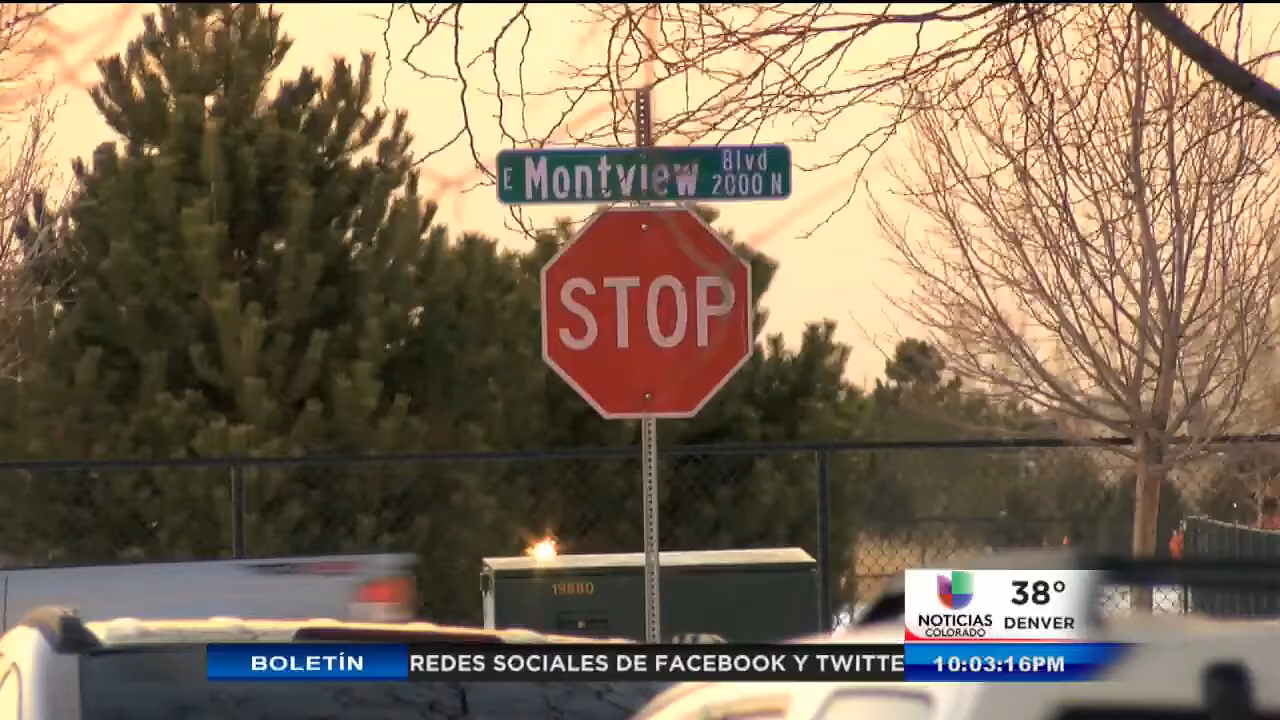 E Montview Blvd 2000 N
STOP
19880
NOTICIAS COLORADO
38° DENVER
BOLETÍN
REDES SOCIALES DE FACEBOOK Y TWITTE
10:03:16PM